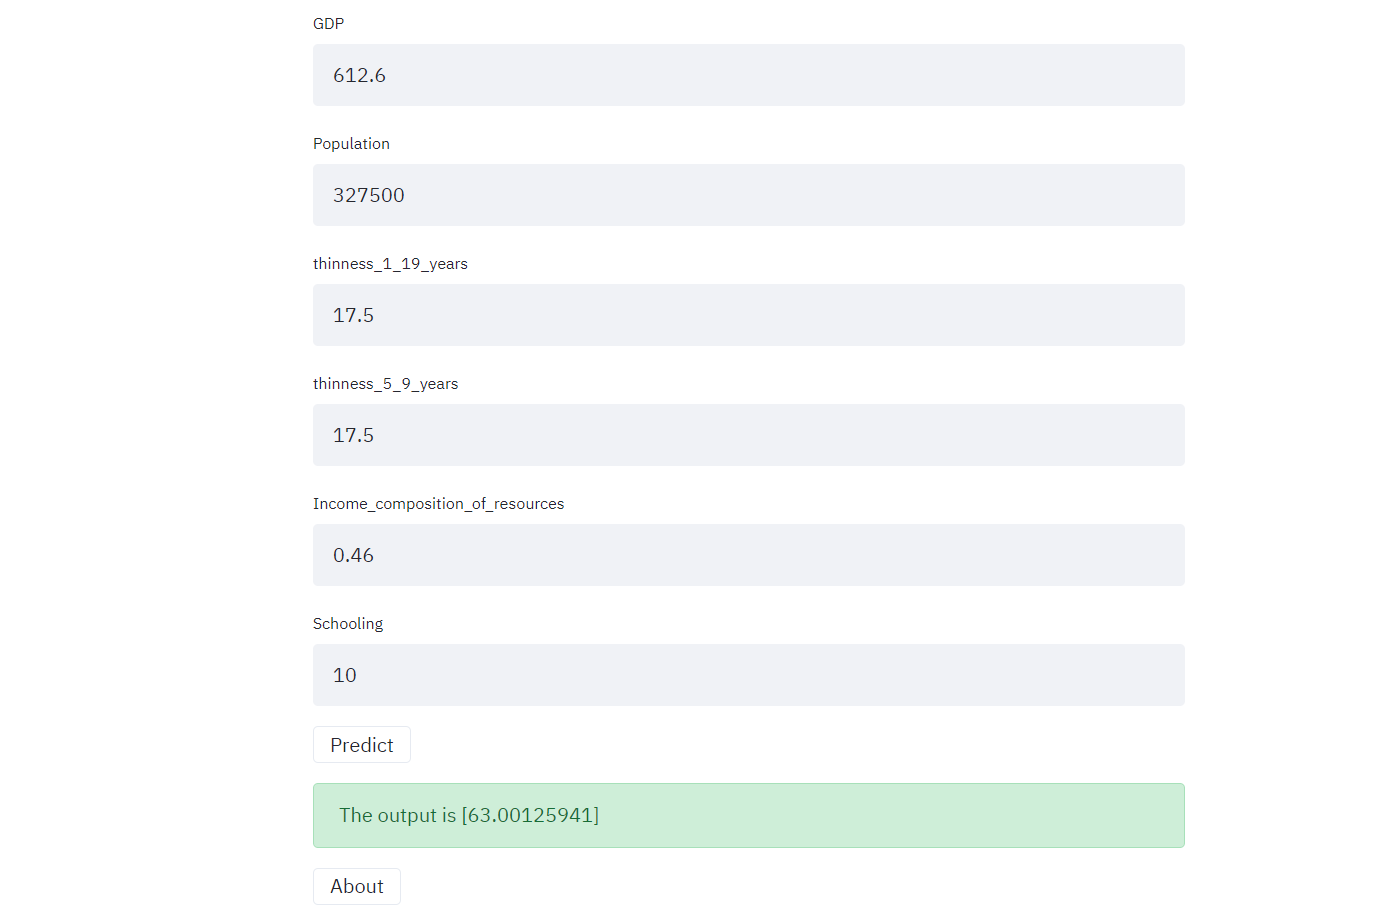 GDP
612.6
Population
327500
thinness_1_19_years
17.5
thinness_5_9_years
17.5
Income_composition_of_resources
0.46
Schooling
10
Predict
The output is [63.00125941]
About